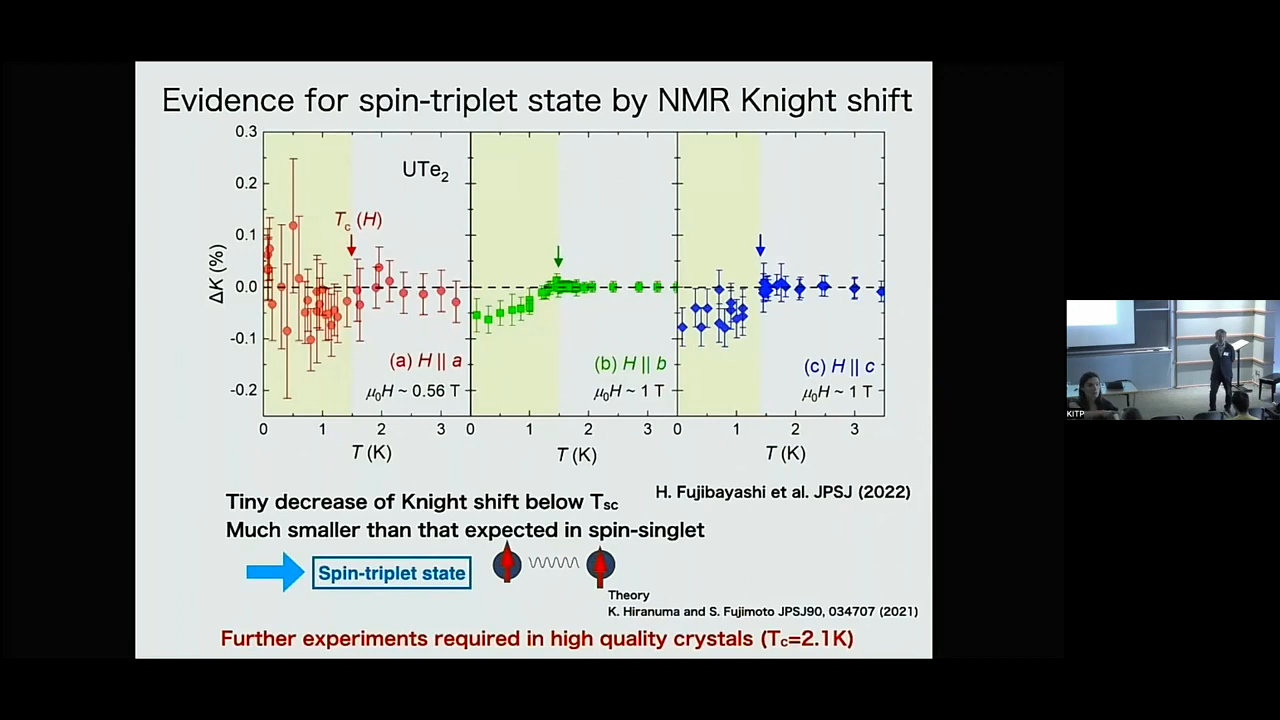 Evidence for spin-triplet state by NMR Knight shift
0.3
0.2
0.1
0.0
-0.1
-0.2
ΔK (%)
UTe2
Tc (H)
(a) H || a
μ0H ~ 0.56 T
(b) H || b
μ0H ~ 1 T
(c) H || c
μ0H ~ 1 T
0 1 2 3 0 1 2 3 0 1 2 3
T (K) T (K) T (K)
H. Fujibayashi et al. JPSJ (2022)
Tiny decrease of Knight shift below Tsc
Much smaller than that expected in spin-singlet
Spin-triplet state
Theory
K. Hiranuma and S. Fujimoto JPSJ90, 034707 (2021)
Further experiments required in high quality crystals (Tc=2.1K)
KITP